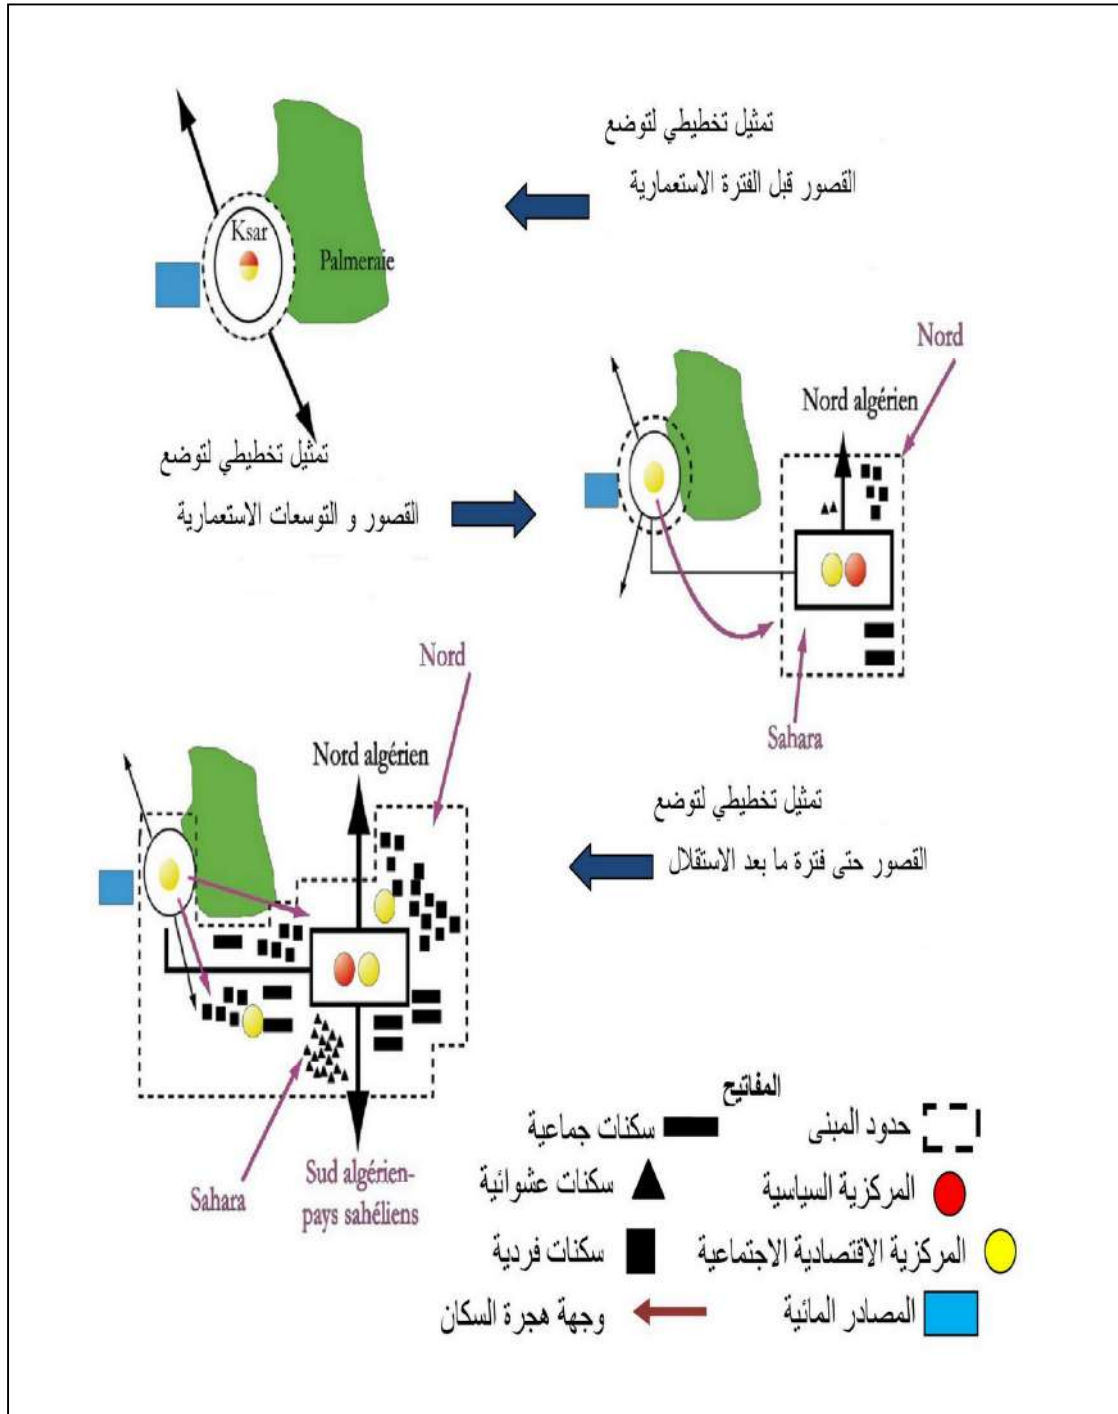 تمثيل تخطيطي لتوضع
القصور قبل الفترة الاستعمارية
Ksar
Palmeraie
Nord
Nord algérien
تمثيل تخطيطي لتوضع
القصور و التوسعات الاستعمارية
Sahara
Nord
Nord algérien
تمثيل تخطيطي لتوضع
القصور حتى فترة ما بعد الاستقلال
Sahara
Sud algérien-
pays sahéliens
المفاتيح
حدود المبنى
سكنات جماعية
المركزية السياسية
سكنات عشوائية
المركزية الاقتصادية الاجتماعية
سكنات فردية
المصادر المائية
وجهة هجرة السكان